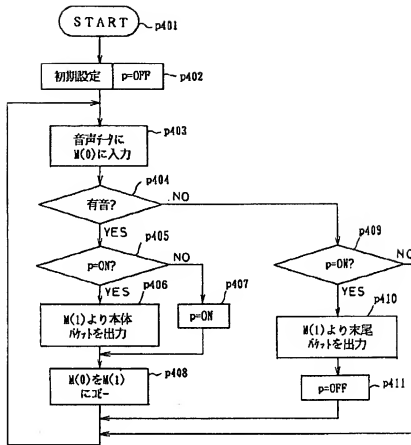 START
p401
初期設定
p=OFF
p402
音声データに
M(0)に入力
p403
有音?
p404
NO
YES
p=ON?
p405
NO
YES
p406
M(1)より本体
パケットを出力
p407
p=ON
M(0)をM(1)
にコピー
p408
p409
p=ON?
NO
YES
p410
M(1)より末尾
パケットを出力
p=OFF
p411